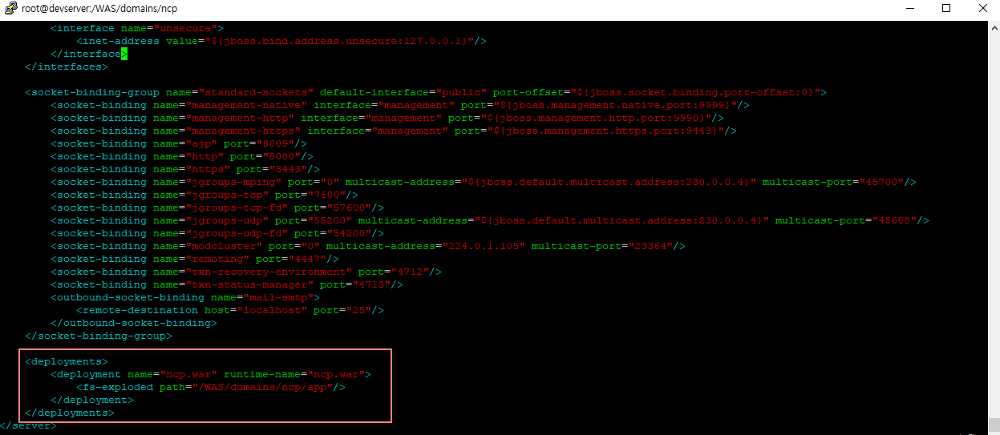 root@devserver:/WAS/domains/ncp
<interface name="unsecure">
<inet-address value="${jboss.bind.address.unsecure:127.0.0.1}"/>
</interface>
</interfaces>
<socket-binding-group name="standard-sockets" default-interface="public" port-offset="${jboss.socket.binding.port-offset:0}">
<socket-binding name="management-native" interface="management" port="${jboss.management.native.port:9999}"/>
<socket-binding name="management-http" interface="management" port="${jboss.management.http.port:9990}"/>
<socket-binding name="management-https" interface="management" port="${jboss.management.https.port:9443}"/>
<socket-binding name="ajp" port="8009"/>
<socket-binding name="http" port="8080"/>
<socket-binding name="https" port="8443"/>
<socket-binding name="jgroups-mping" port="0" multicast-address="${jboss.default.multicast.address:230.0.0.4}" multicast-port="45700"/>
<socket-binding name="jgroups-tcp" port="7600"/>
<socket-binding name="jgroups-tcp-fd" port="57600"/>
<socket-binding name="jgroups-udp" port="55200" multicast-address="${jboss.default.multicast.address:230.0.0.4}" multicast-port="45688"/>
<socket-binding name="jgroups-udp-fd" port="54200"/>
<socket-binding name="modcluster" port="0" multicast-address="224.0.1.105" multicast-port="23364"/>
<socket-binding name="remoting" port="4447"/>
<socket-binding name="txn-recovery-environment" port="4712"/>
<socket-binding name="txn-status-manager" port="4713"/>
<outbound-socket-binding name="mail-smtp">
<remote-destination host="localhost" port="25"/>
</outbound-socket-binding>
</socket-binding-group>
<deployments>
<deployment name="ncp.war" runtime-name="ncp.war">
<fs-exploded path="/WAS/domains/ncp/app"/>
</deployment>
</deployments>
</server>